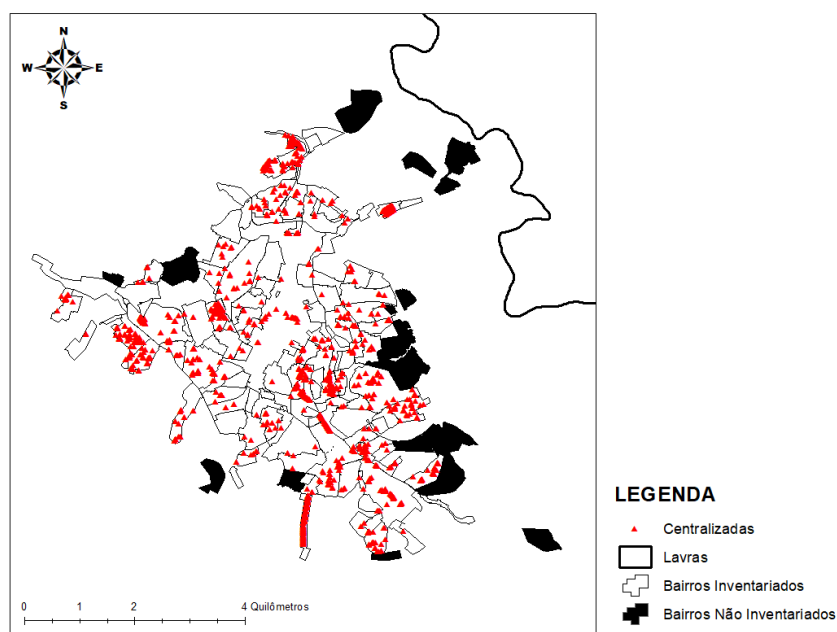 N
W E
S
0 1 2 4 Quilômetros
LEGENDA
Centralizadas
Lavras
Bairros Inventariados
Bairros Não Inventariados